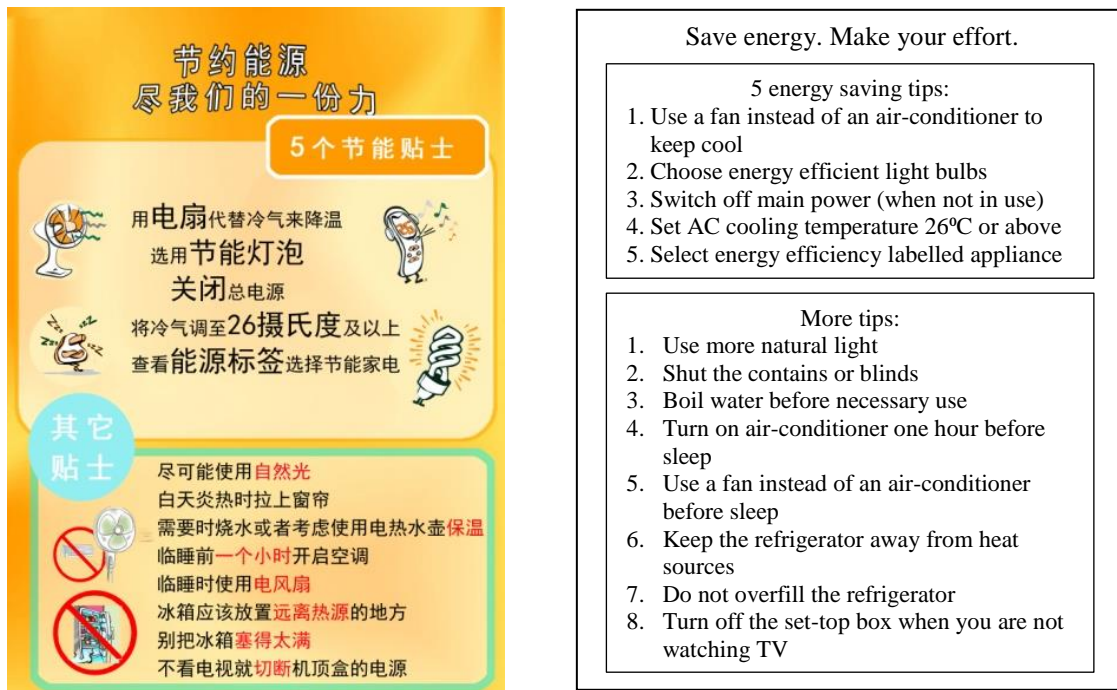 节约能源
尽我们的一份力
5个节能贴士
用电扇代替冷气来降温
选用节能灯泡
关闭总电源
将冷气调至26摄氏度及以上
查看能源标签选择节能家电
其它
贴士
尽可能使用自然光
白天炎热时拉上窗帘
需要时烧水或者考虑使用电热水壶保温
临睡前一个小时开启空调
临睡时使用电风扇
冰箱应该放置远离热源的地方
别把冰箱塞得太满
不看电视就切断机顶盒的电源
Save energy. Make your effort.
5 energy saving tips:
1. Use a fan instead of an air-conditioner to
keep cool
2. Choose energy efficient light bulbs
3. Switch off main power (when not in use)
4. Set AC cooling temperature 26⁰C or above
5. Select energy efficiency labelled appliance
More tips:
1. Use more natural light
2. Shut the contains or blinds
3. Boil water before necessary use
4. Turn on air-conditioner one hour before
sleep
5. Use a fan instead of an air-conditioner
before sleep
6. Keep the refrigerator away from heat
sources
7. Do not overfill the refrigerator
8. Turn off the set-top box when you are not
watching TV